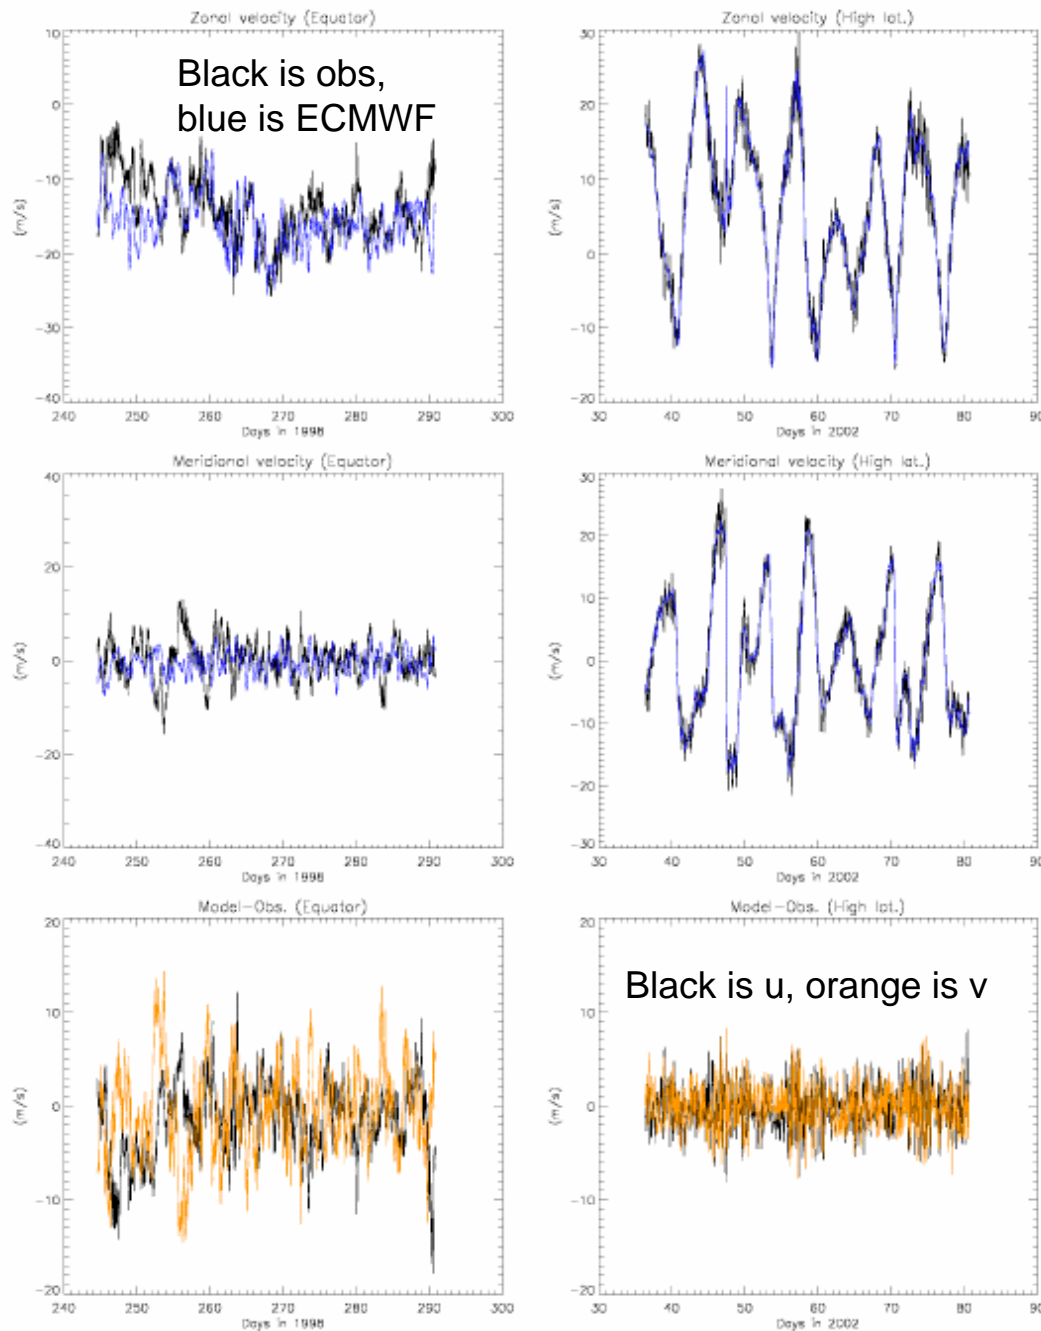 Zonal velocity (Equator)
10
0
-10
-20
-30
-40
(m/s)
Black is obs,
blue is ECMWF
240 250 260 270 280 290 300
Days in 1998
Zonal velocity (High lat.)
30
20
10
0
-10
-20
(m/s)
30 40 50 60 70 80 90
Days in 2002
Meridional velocity (Equator)
40
20
0
-20
-40
(m/s)
240 250 260 270 280 290 300
Days in 1998
Meridional velocity (High lat.)
30
20
10
0
-10
-20
-30
(m/s)
30 40 50 60 70 80 90
Days in 2002
Model-Obs. (Equator)
20
10
0
-10
-20
(m/s)
240 250 260 270 280 290 300
Days in 1998
Model-Obs. (High lat.)
20
10
0
-10
-20
(m/s)
Black is u, orange is v
30 40 50 60 70 80 90
Days in 2002